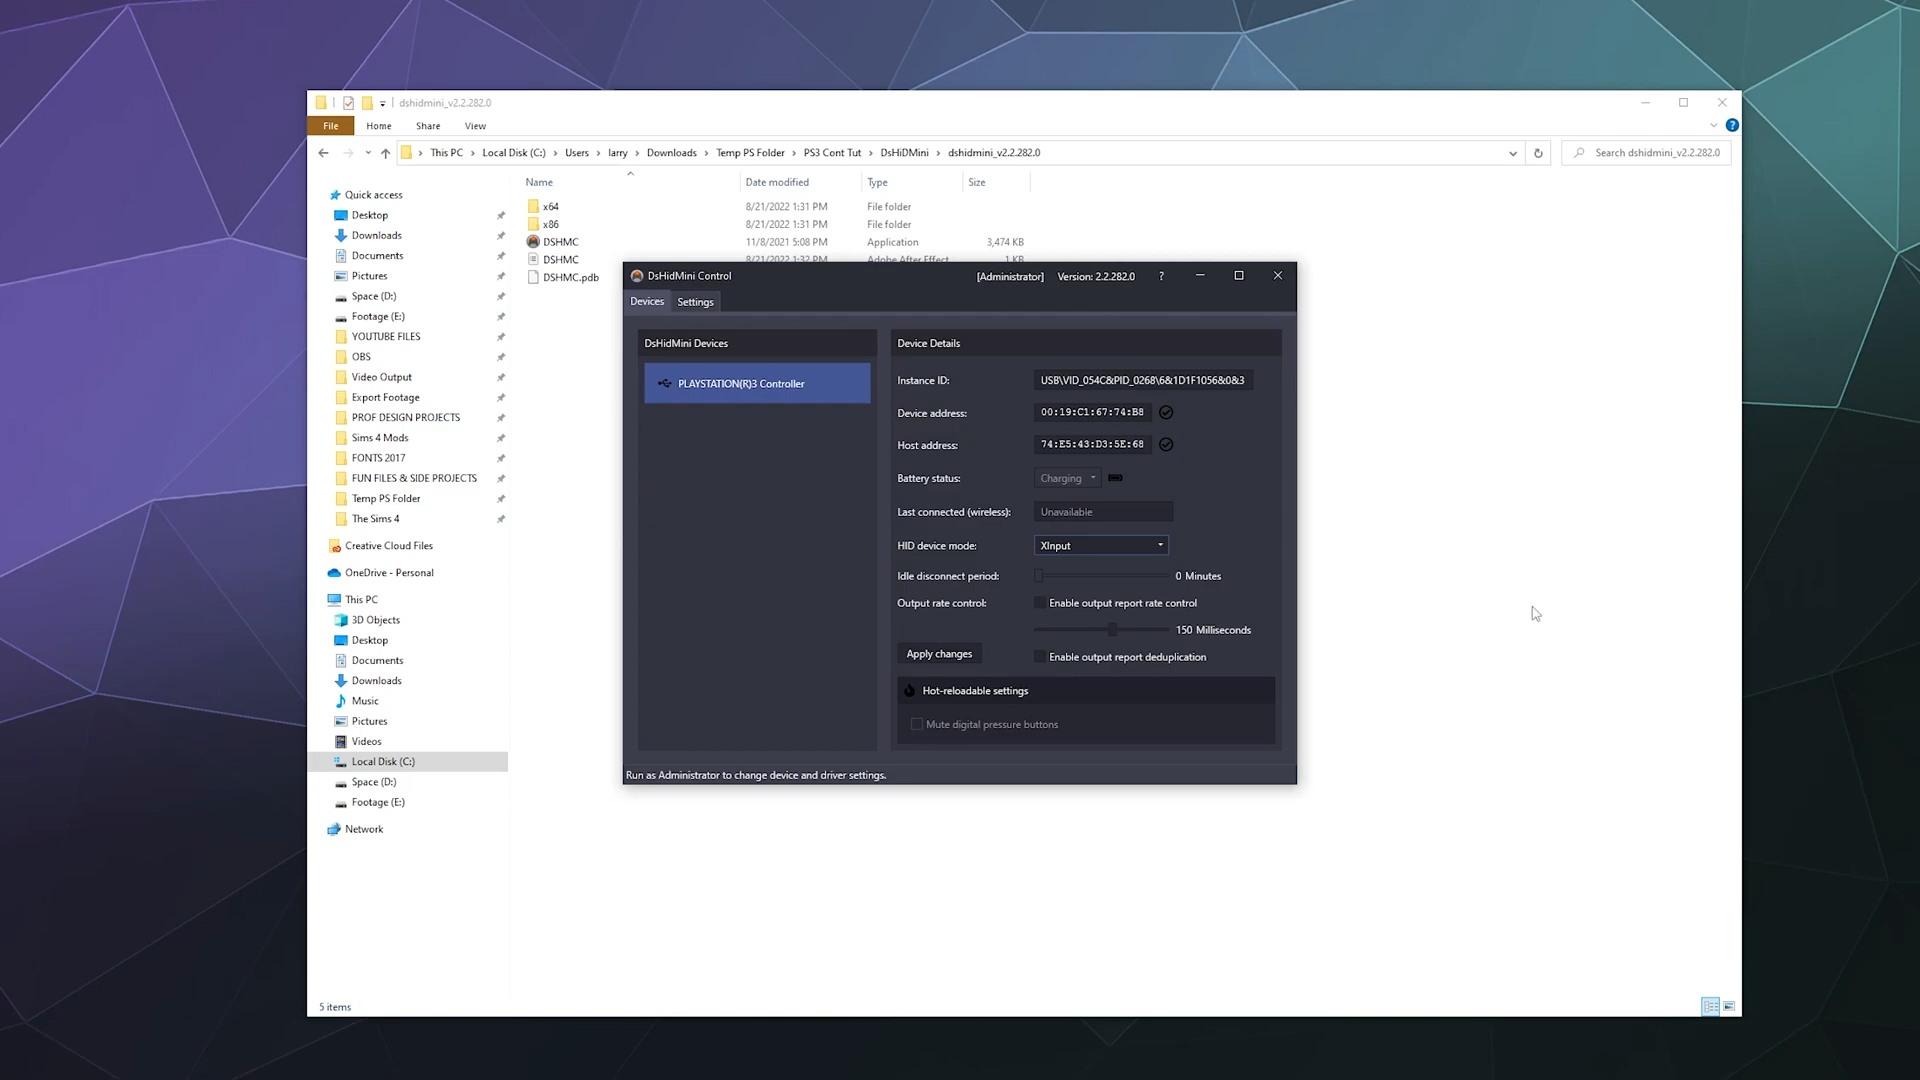 dshidmini_v2.2.282.0
File Home Share View
This PC Local Disk (C:) Users larry Downloads Temp PS Folder PS3 Cont Tut DsHiDMini dshidmini_v2.2.282.0 Search dshidmini_v2.2.282.0
Name Date modified Type Size
x64 8/21/2022 1:31 PM File folder
x86 8/21/2022 1:31 PM File folder
DSHMC 11/8/2021 5:08 PM Application 3,474 KB
DSHMC 8/21/2022 1:32 PM Adobe After Effect... 1 KB
DSHMC.pdb
Quick access
Desktop
Downloads
Documents
Pictures
Space (D:)
Footage (E:)
YOUTUBE FILES
OBS
Video Output
Export Footage
PROF DESIGN PROJECTS
Sims 4 Mods
FONTS 2017
FUN FILES & SIDE PROJECTS
Temp PS Folder
The Sims 4
Creative Cloud Files
OneDrive - Personal
This PC
3D Objects
Desktop
Documents
Downloads
Music
Pictures
Videos
Local Disk (C:)
Space (D:)
Footage (E:)
Network
5 items
DsHidMini Control [Administrator] Version: 2.2.282.0 ?
Devices Settings
DsHidMini Devices
PLAYSTATION(R)3 Controller
Device Details
Instance ID: USB\VID_054C&PID_0268\6&1D1F1056&0&3
Device address: 00:19:C1:67:74:B8
Host address: 74:E5:43:D3:5E:68
Battery status: Charging
Last connected (wireless): Unavailable
HID device mode: XInput
Idle disconnect period: 0 Minutes
Output rate control: Enable output report rate control
150 Milliseconds
Apply changes Enable output report deduplication
Hot-reloadable settings
Mute digital pressure buttons
Run as Administrator to change device and driver settings.